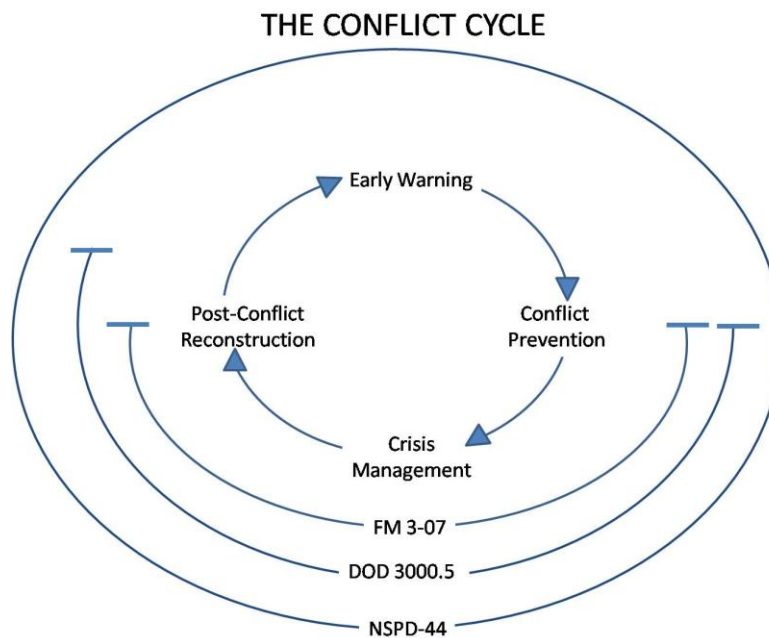 THE CONFLICT CYCLE
Early Warning
Post-Conflict
Reconstruction
Conflict
Prevention
Crisis
Management
FM 3-07
DOD 3000.5
NSPD-44